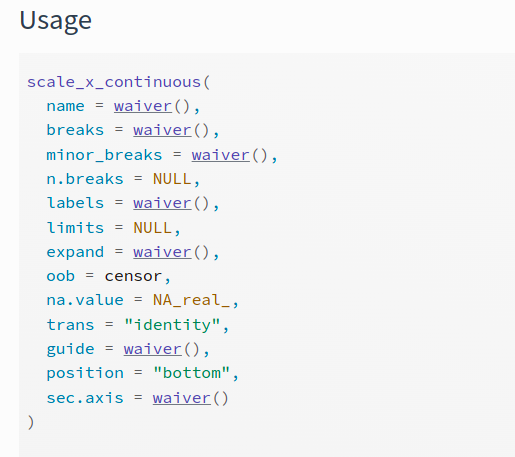 Usage
scale_x_continuous(
  name = waiver(),
  breaks = waiver(),
  minor_breaks = waiver(),
  n.breaks = NULL,
  labels = waiver(),
  limits = NULL,
  expand = waiver(),
  oob = censor,
  na.value = NA_real_,
  trans = "identity",
  guide = waiver(),
  position = "bottom",
  sec.axis = waiver()
)